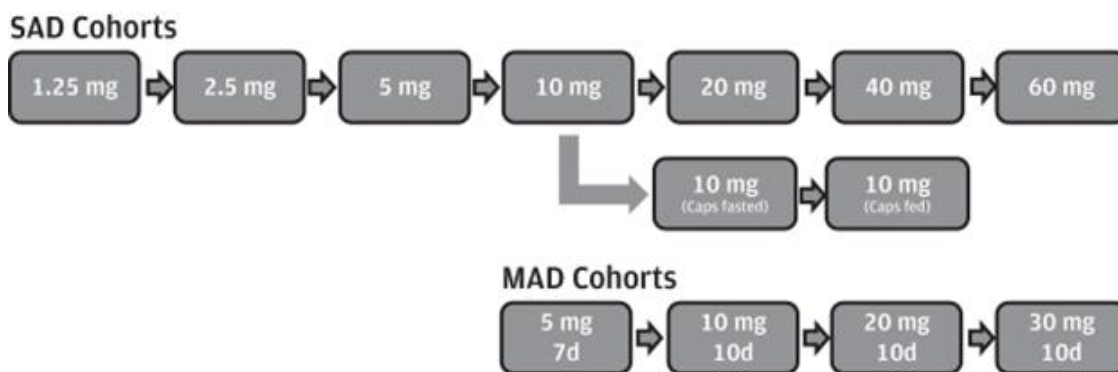 SAD Cohorts
1.25 mg
2.5 mg
5 mg
10 mg
20 mg
40 mg
60 mg
10 mg
(Caps fasted)
10 mg
(Caps fed)
MAD Cohorts
5 mg
7d
10 mg
10d
20 mg
10d
30 mg
10d